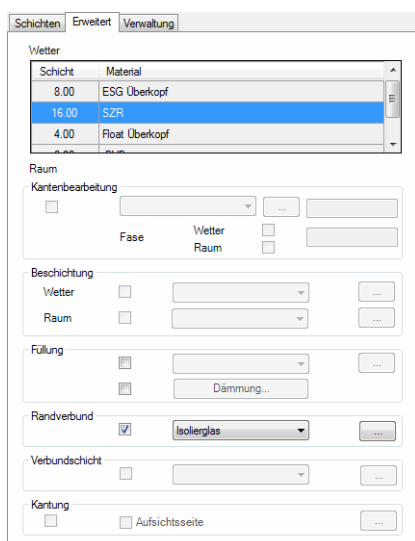 Schichten Erweitert Verwaltung
Wetter
Schicht Material
8.00 ESG Überkopf
16.00 SZR
4.00 Float Überkopf
Raum
Kantenbearbeitung
...
Fase Wetter
Raum
Beschichtung
Wetter ...
Raum ...
Füllung
...
Dämmung...
Randverbund
Isolierglas ...
Verbundschicht
...
Kantung
Aufsichtsseite ...